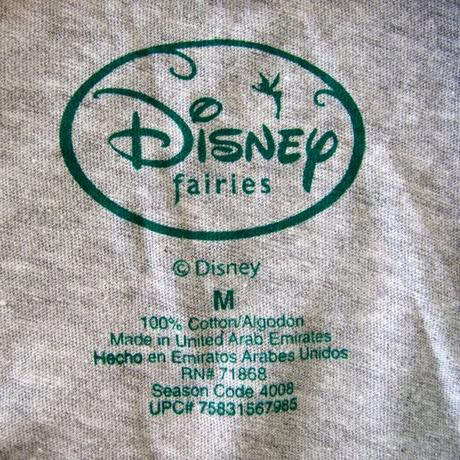 Disney
fairies
© Disney
M
100% Cotton/Algodon
Made in United Arab Emirates
Hecho en Emiratos Arabes Unidos
RN# 71868
Season Code 4008
UPC# 75831567985